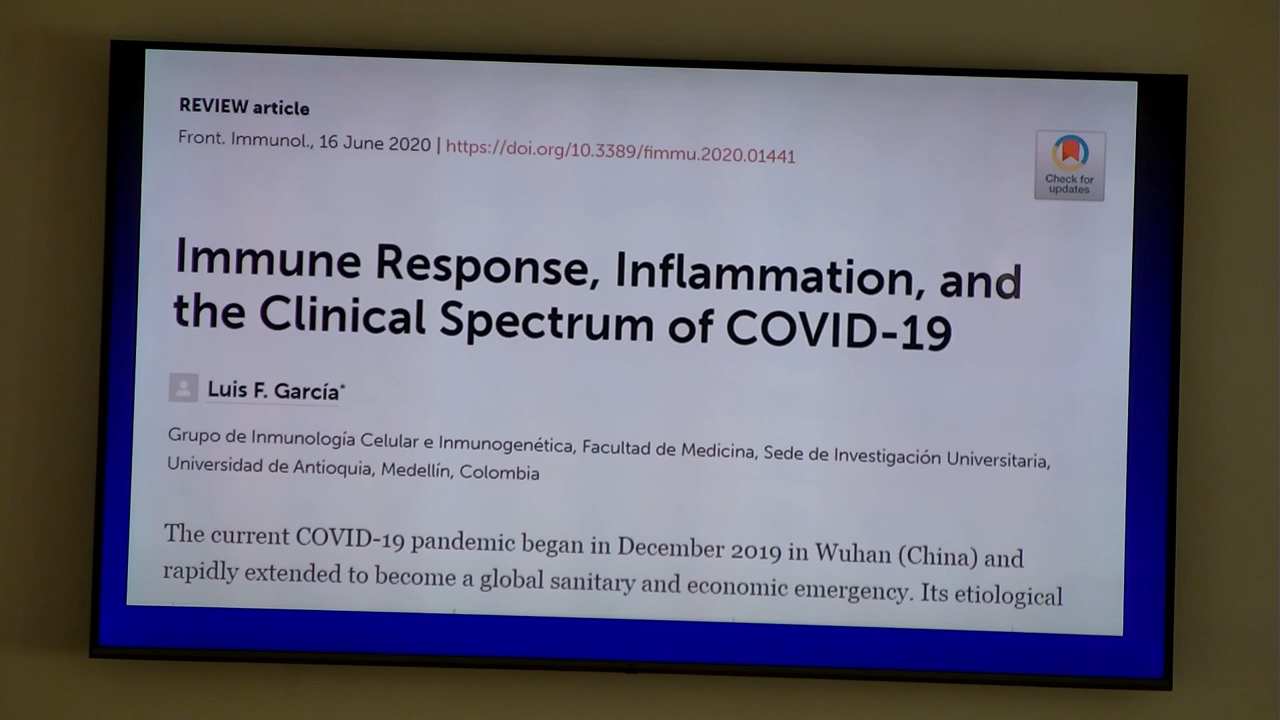 REVIEW article
Front. Immunol., 16 June 2020 | https://doi.org/10.3389/fimmu.2020.01441
Check for
updates
Immune Response, Inflammation, and
the Clinical Spectrum of COVID-19
Luis F. García*
Grupo de Inmunología Celular e Inmunogenética, Facultad de Medicina, Sede de Investigación Universitaria,
Universidad de Antioquia, Medellín, Colombia
The current COVID-19 pandemic began in December 2019 in Wuhan (China) and
rapidly extended to become a global sanitary and economic emergency. Its etiological